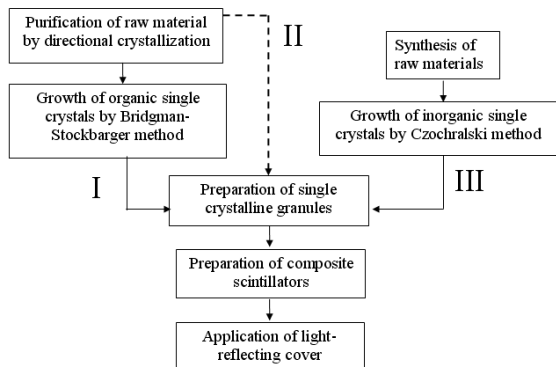 Purification of raw material
by directional crystallization
II
Synthesis of
raw materials
Growth of organic single
crystals by Bridgman-
Stockbarger method
Growth of inorganic single
crystals by Czochralski method
I
III
Preparation of single
crystalline granules
Preparation of composite
scintillators
Application of light-
reflecting cover